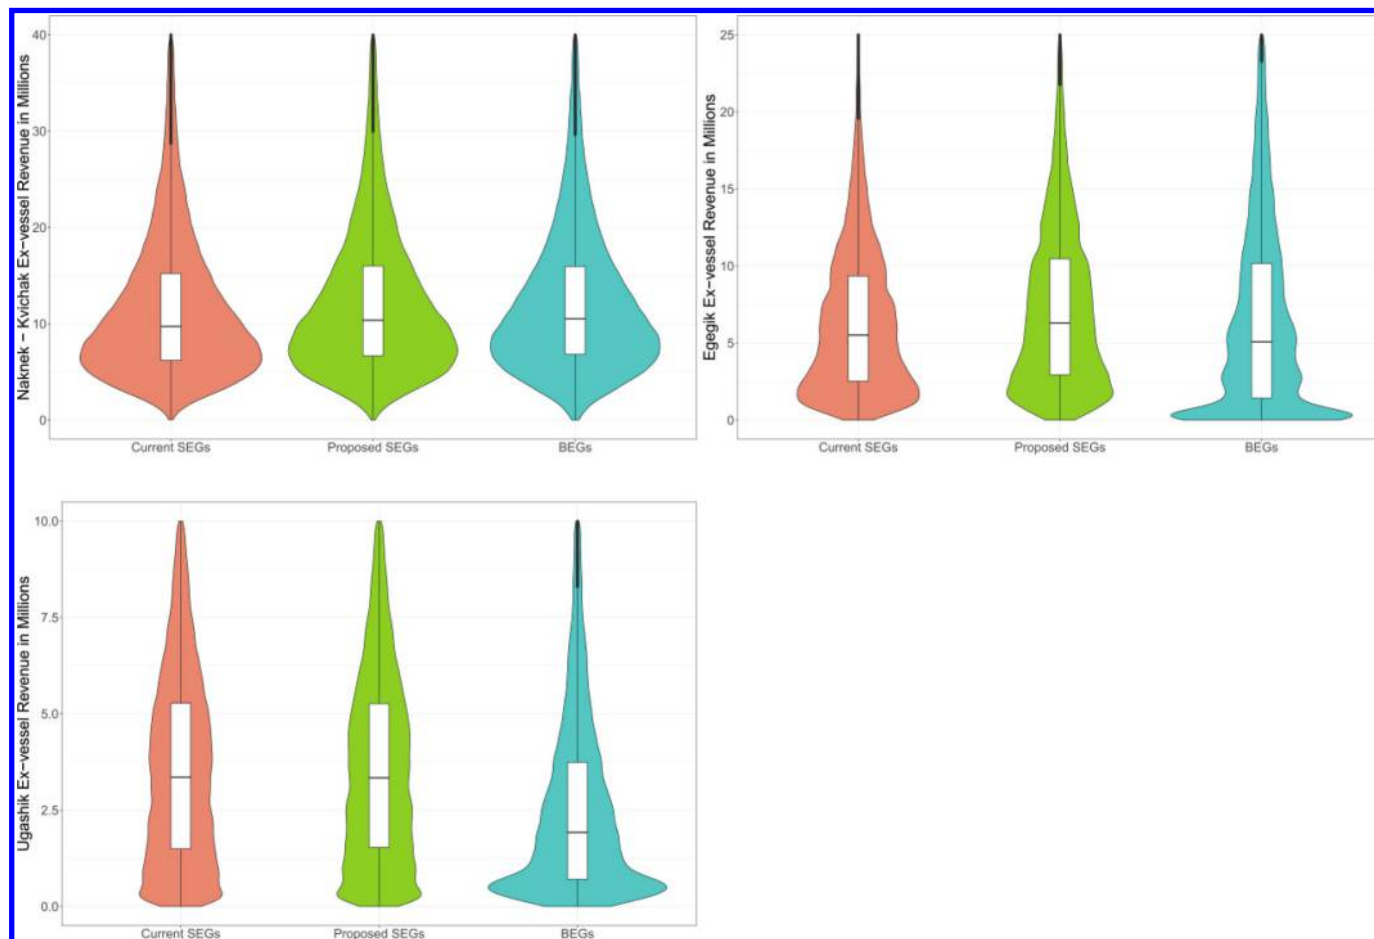 Naknek - Kvichak Ex-vessel Revenue in Millions
40
30
20
10
0
Current SEGs
Proposed SEGs
BEGs
Egegik Ex-vessel Revenue in Millions
25
20
15
10
5
0
Current SEGs
Proposed SEGs
BEGs
Ugashik Ex-vessel Revenue in Millions
10.0
7.5
5.0
2.5
0.0
Current SEGs
Proposed SEGs
BEGs